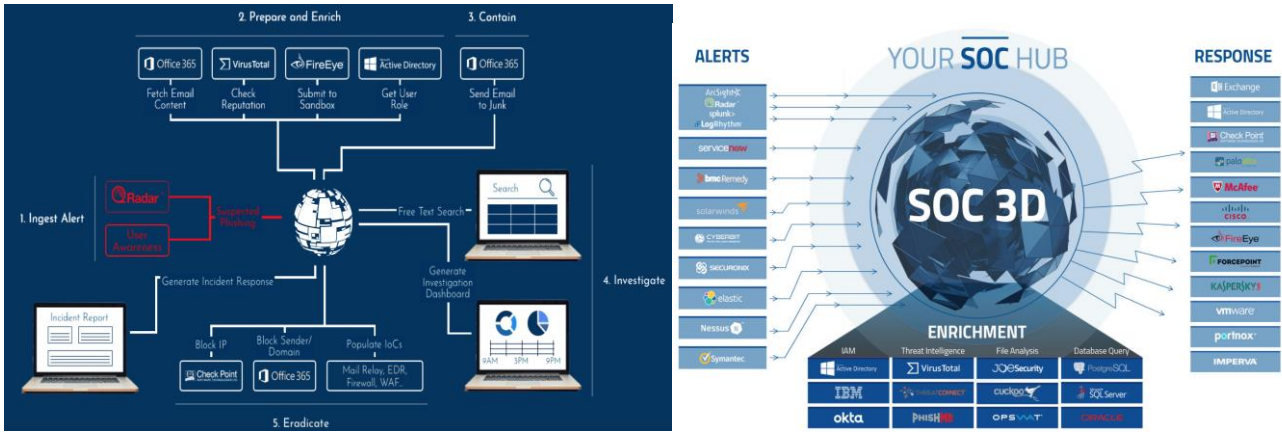 2. Prepare and Enrich
3. Contain
Office 365
VirusTotal
FireEye
Active Directory
Office 365
Fetch Email
Content
Check
Reputation
Submit to
Sandbox
Get User
Role
Send Email
to Junk
1. Ingest Alert
QRadar
User
Awareness
Suspected
Phishing
Free Text Search
Search
Generate Incident Response
Generate
Investigation
Dashboard
4. Investigate
Incident Report
9AM 3PM 9PM
Block IP
Block Sender/
Domain
Populate IoCs
Check Point
Office 365
Mail Relay, EDR,
Firewall, WAF...
5. Eradicate
ALERTS
YOUR SOC HUB
RESPONSE
ArcSight
QRadar
splunk>
LogRhythm
servicenow
bmc Remedy
solarwinds
CYBERBIT
SECURONIX
elastic
Nessus
Symantec
SOC 3D
Exchange
Active Directory
Check Point
paloalto
McAfee
CISCO
FireEye
FORCEPOINT
KASPERSKY
vmware
portnox
IMPERVA
ENRICHMENT
IAM
Threat Intelligence
File Analysis
Database Query
Active Directory
VirusTotal
JOESecurity
PostgreSQL
IBM
THREATCONNECT
cuckoo
SQL Server
okta
PHISHME
OPSWAT
ORACLE